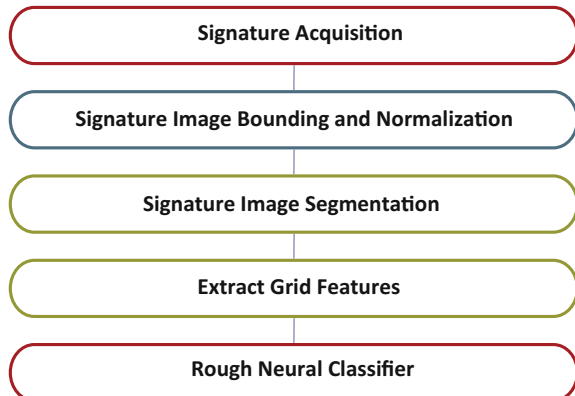 Signature Acquisition
Signature Image Bounding and Normalization
Signature Image Segmentation
Extract Grid Features
Rough Neural Classifier